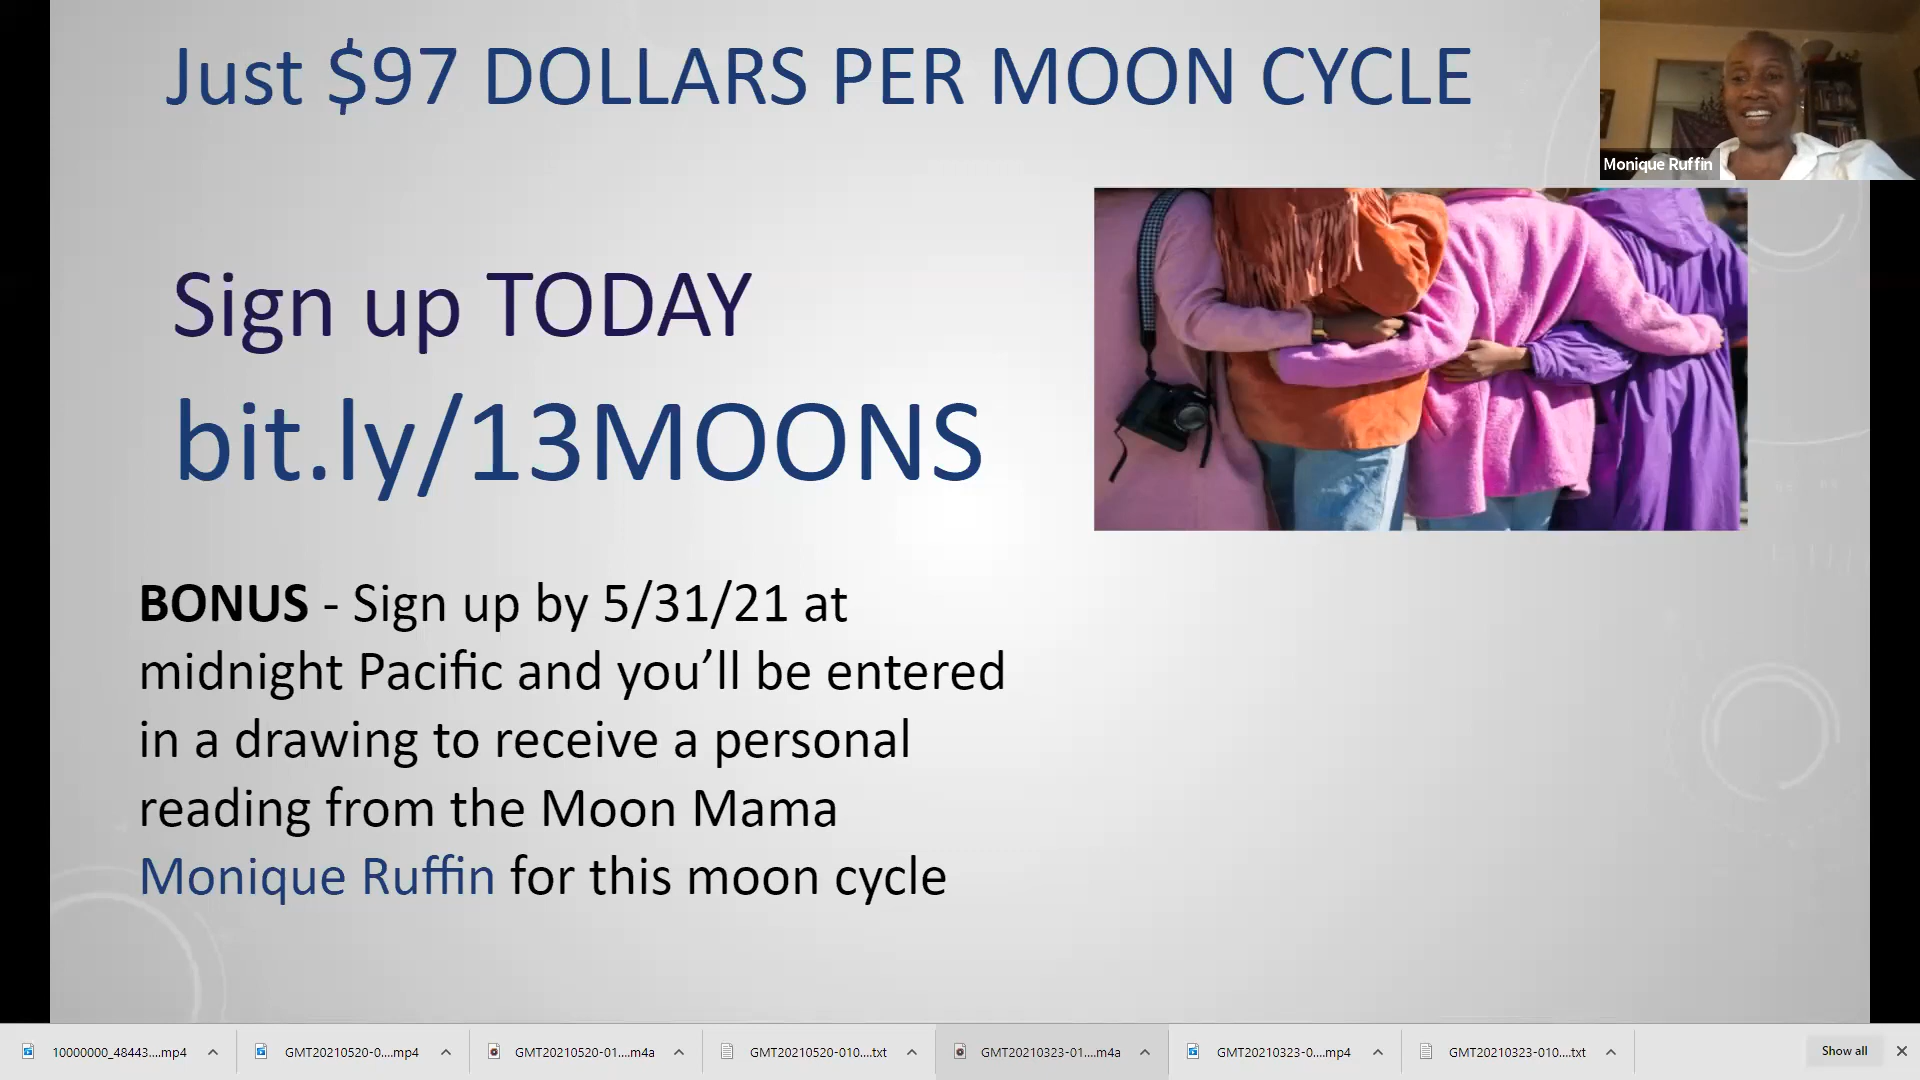 Just $97 DOLLARS PER MOON CYCLE
Monique Ruffin
Sign up TODAY
bit.ly/13MOONS
BONUS - Sign up by 5/31/21 at
midnight Pacific and you’ll be entered
in a drawing to receive a personal
reading from the Moon Mama
Monique Ruffin for this moon cycle
10000000_48443....mp4
GMT20210520-0....mp4
GMT20210520-01....m4a
GMT20210520-010....txt
GMT20210323-01....m4a
GMT20210323-0....mp4
GMT20210323-010....txt
Show all